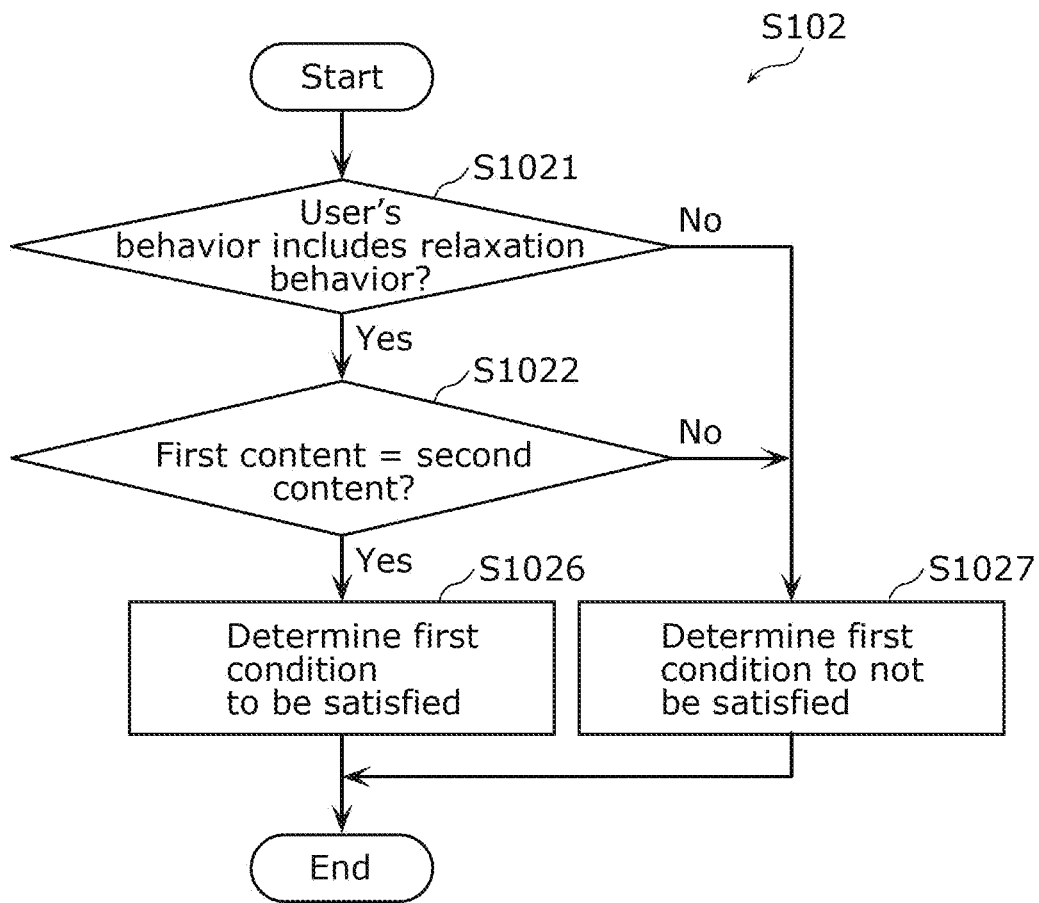 S102
Start
S1021
User's
behavior includes relaxation
behavior?
No
Yes
S1022
First content = second
content?
No
Yes
S1026
Determine first
condition
to be satisfied
S1027
Determine first
condition to not
be satisfied
End